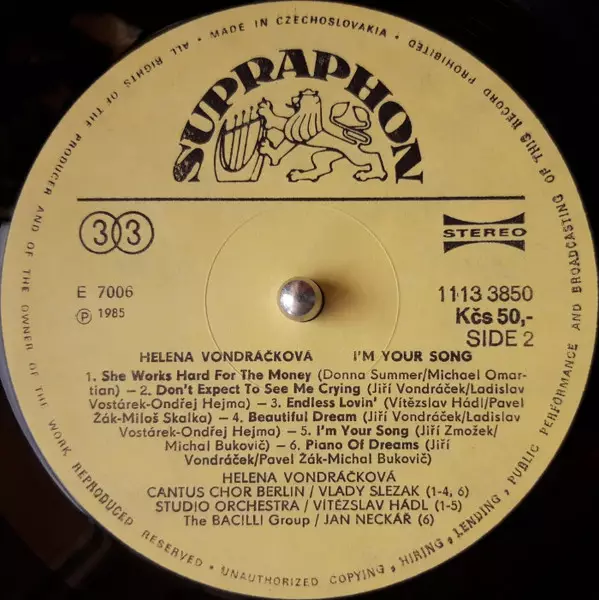 ALL RIGHTS OF THE PRODUCER AND OF THE OWNER OF THE WORK REPRODUCED RESERVED • UNAUTHORIZED COPYING, HIRING, LENDING, PUBLIC PERFORMANCE AND BROADCASTING OF THIS RECORD PROHIBITED • MADE IN CZECHOSLOVAKIA •
SUPRAPHON
33
STEREO
E 7006
11 13 3850
Ⓟ 1985
Kčs 50,-
SIDE 2
HELENA VONDRÁČKOVÁ I'M YOUR SONG
1. She Works Hard For The Money (Donna Summer/Michael Omar-
tian) – 2. Don't Expect To See Me Crying (Jiří Vondráček/Ladislav
Vostárek-Ondřej Hejma) – 3. Endless Lovin' (Vítězslav Hádl/Pavel
Žák-Miloš Skalka) – 4. Beautiful Dream (Jiří Vondráček/Ladislav
Vostárek-Ondřej Hejma) – 5. I'm Your Song (Jiří Zmožek/
Michal Bukovič) – 6. Piano Of Dreams (Jiří
Vondráček/Pavel Žák-Michal Bukovič)
HELENA VONDRÁČKOVÁ
CANTUS CHOR BERLIN / VLADY SLEZAK (1-4, 6)
STUDIO ORCHESTRA / VÍTĚZSLAV HÁDL (1-5)
The BACILLI Group / JAN NECKÁŘ (6)